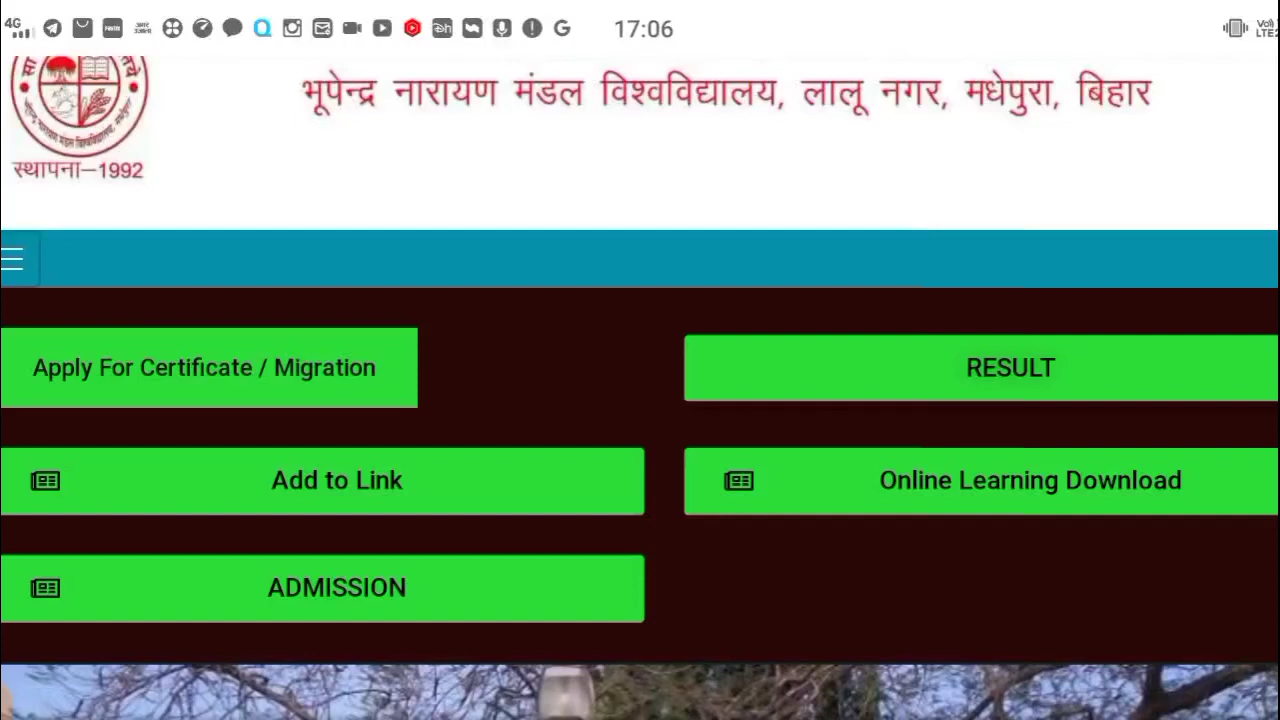 4G
17:06
भूपेन्द्र नारायण मंडल विश्वविद्यालय, लालू नगर, मधेपुरा, बिहार
स्थापना–1992
Apply For Certificate / Migration
RESULT
Add to Link
Online Learning Download
ADMISSION